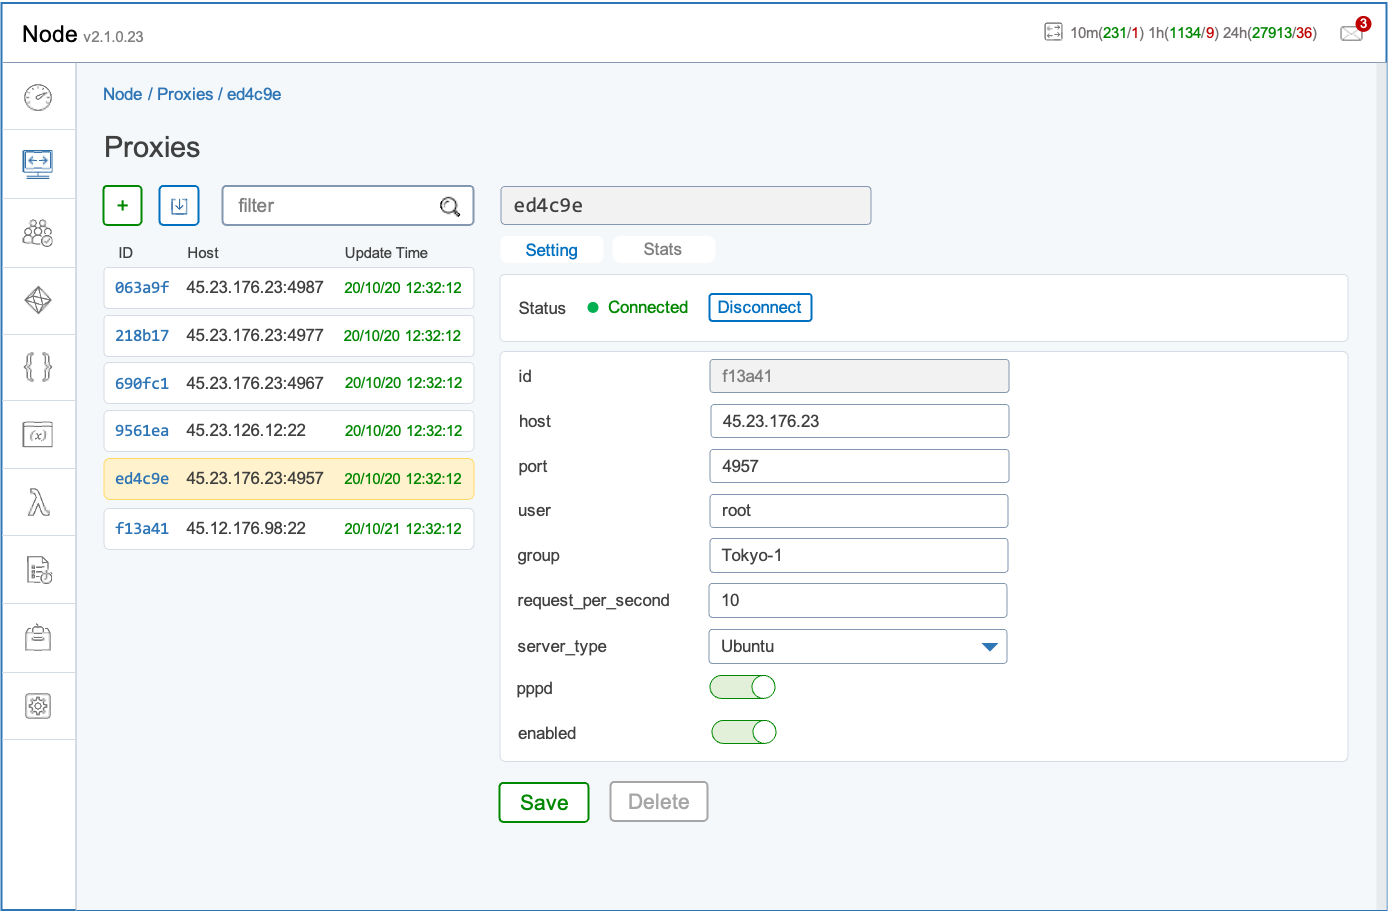 Node v2.1.0.23
10m(231/1) 1h(1134/9) 24h(27913/36)
3
Node / Proxies / ed4c9e
Proxies
+
filter
ID Host Update Time
063a9f 45.23.176.23:4987 20/10/20 12:32:12
218b17 45.23.176.23:4977 20/10/20 12:32:12
690fc1 45.23.176.23:4967 20/10/20 12:32:12
9561ea 45.23.126.12:22 20/10/20 12:32:12
ed4c9e 45.23.176.23:4957 20/10/20 12:32:12
f13a41 45.12.176.98:22 20/10/21 12:32:12
{ }
(x)
λ
ed4c9e
Setting Stats
Status Connected Disconnect
id f13a41
host 45.23.176.23
port 4957
user root
group Tokyo-1
request_per_second 10
server_type Ubuntu
pppd
enabled
Save Delete